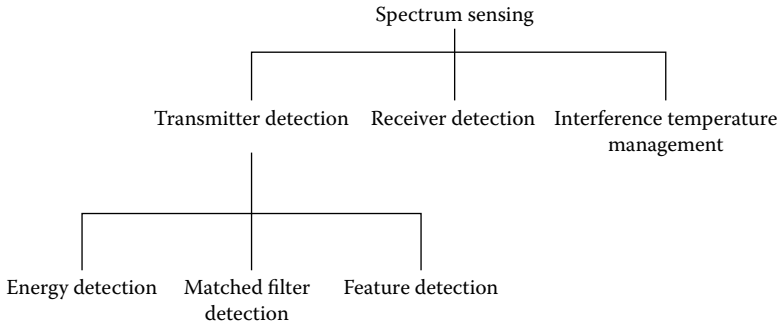 Spectrum sensing
Transmitter detection
Receiver detection
Interference temperature
management
Energy detection
Matched filter
detection
Feature detection